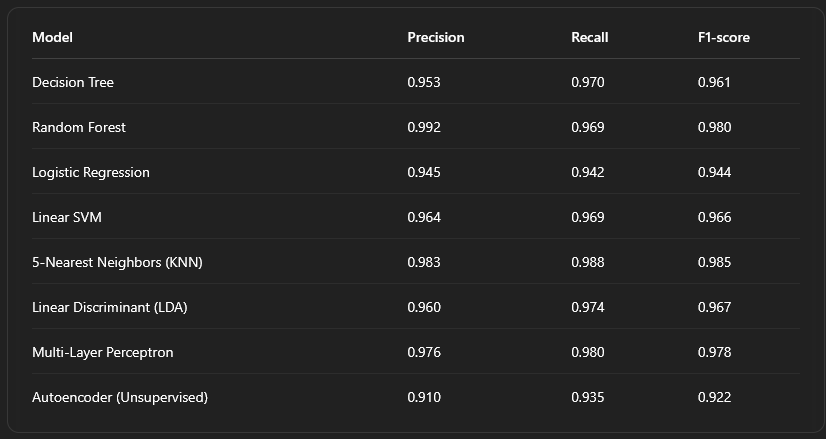 Model Precision Recall F1-score
Decision Tree 0.953 0.970 0.961
Random Forest 0.992 0.969 0.980
Logistic Regression 0.945 0.942 0.944
Linear SVM 0.964 0.969 0.966
5-Nearest Neighbors (KNN) 0.983 0.988 0.985
Linear Discriminant (LDA) 0.960 0.974 0.967
Multi-Layer Perceptron 0.976 0.980 0.978
Autoencoder (Unsupervised) 0.910 0.935 0.922